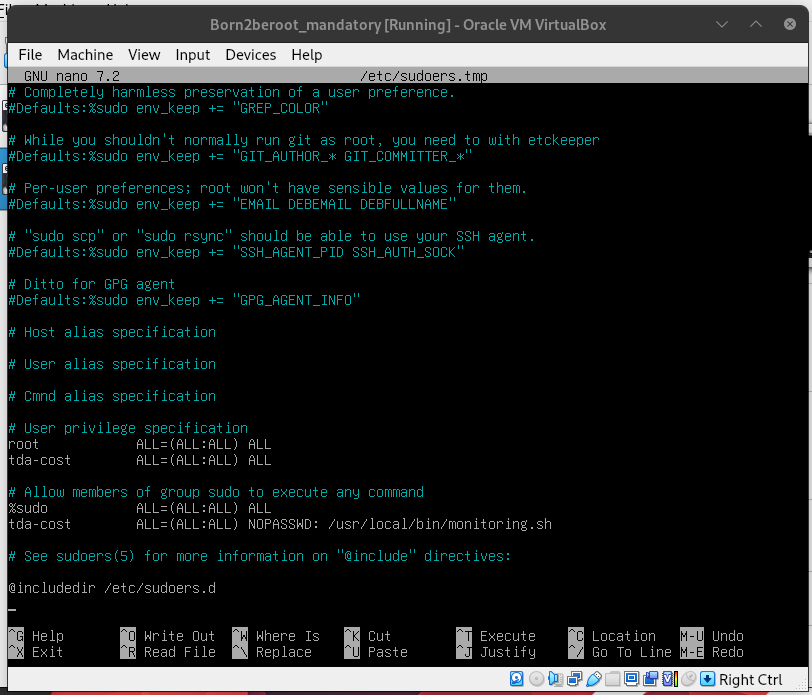 Born2beroot_mandatory [Running] - Oracle VM VirtualBox
File Machine View Input Devices Help
GNU nano 7.2 /etc/sudoers.tmp
# Completely harmless preservation of a user preference.
#Defaults:%sudo env_keep += "GREP_COLOR"
# While you shouldn't normally run git as root, you need to with etckeeper
#Defaults:%sudo env_keep += "GIT_AUTHOR_* GIT_COMMITTER_*"
# Per-user preferences; root won't have sensible values for them.
#Defaults:%sudo env_keep += "EMAIL DEBEMAIL DEBFULLNAME"
# "sudo scp" or "sudo rsync" should be able to use your SSH agent.
#Defaults:%sudo env_keep += "SSH_AGENT_PID SSH_AUTH_SOCK"
# Ditto for GPG agent
#Defaults:%sudo env_keep += "GPG_AGENT_INFO"
# Host alias specification
# User alias specification
# Cmnd alias specification
# User privilege specification
root ALL=(ALL:ALL) ALL
tda-cost ALL=(ALL:ALL) ALL
# Allow members of group sudo to execute any command
%sudo ALL=(ALL:ALL) ALL
tda-cost ALL=(ALL:ALL) NOPASSWD: /usr/local/bin/monitoring.sh
# See sudoers(5) for more information on "@include" directives:
@includedir /etc/sudoers.d
^G Help ^O Write Out ^W Where Is ^K Cut ^T Execute ^C Location M-U Undo
^X Exit ^R Read File ^\ Replace ^U Paste ^J Justify ^/ Go To Line M-E Redo
Right Ctrl